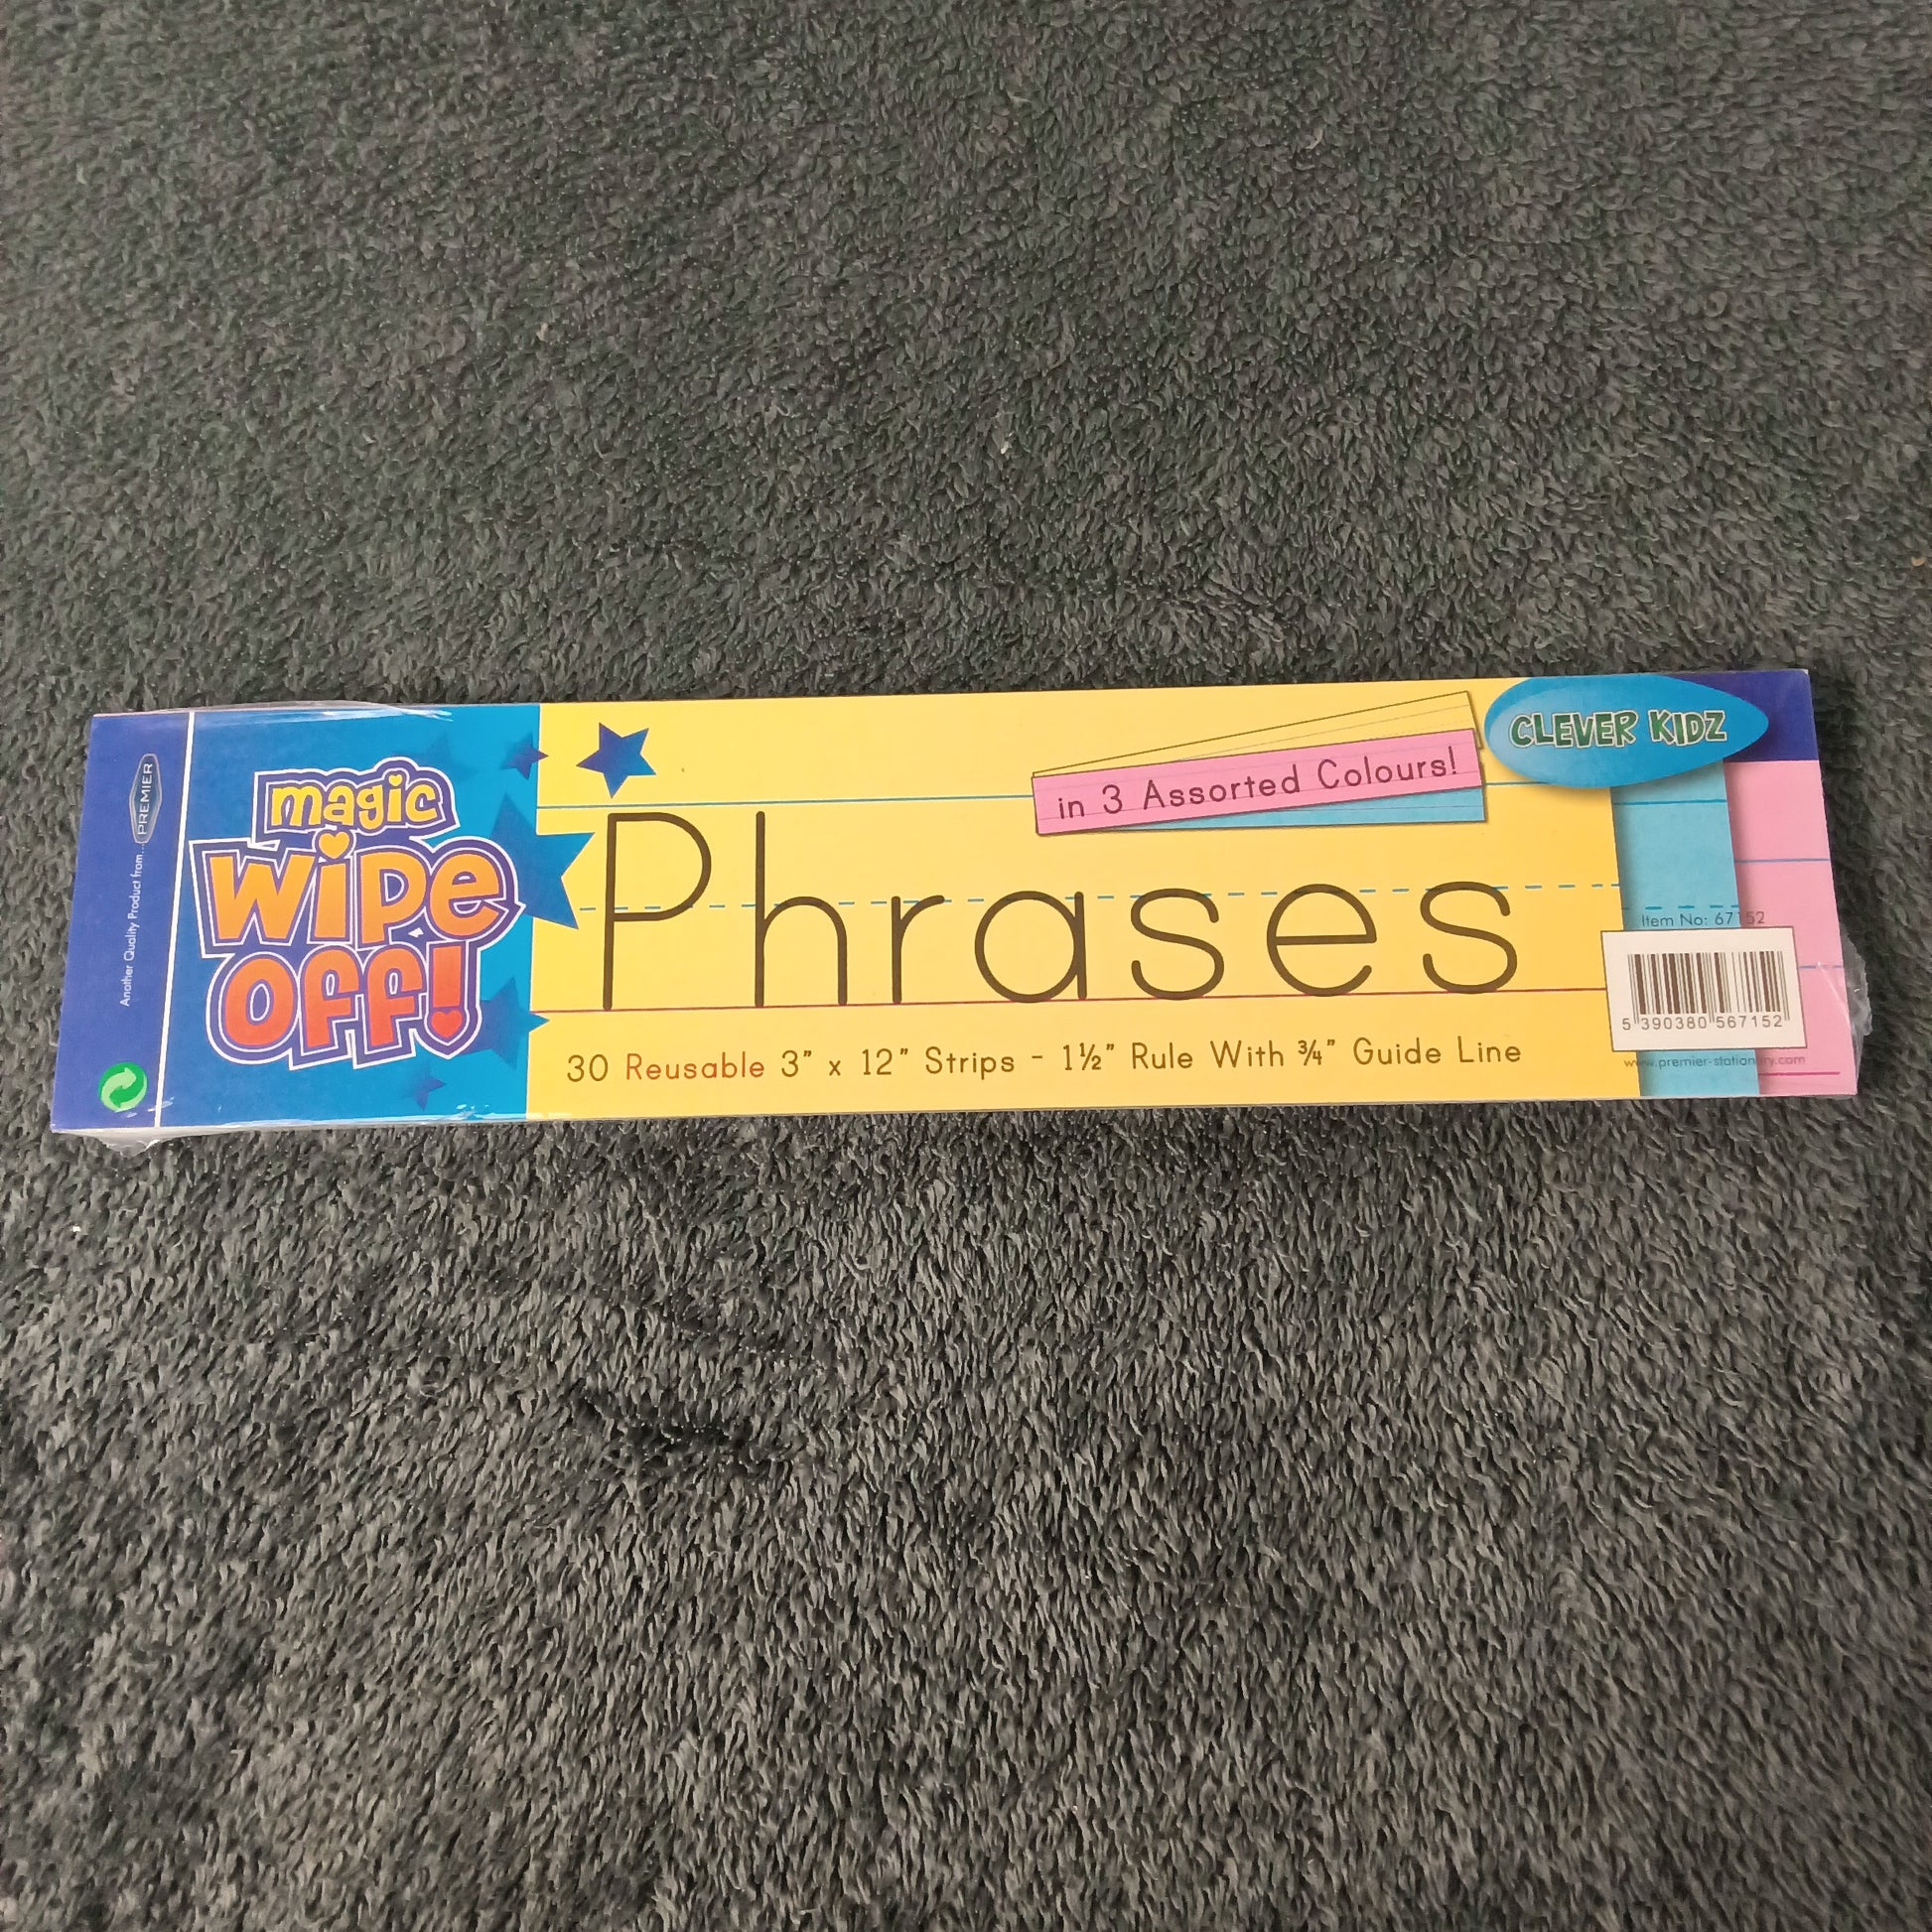 Another Quality Product from...
PREMIER
magic
wipe
off!
in 3 Assorted Colours!
CLEVER KIDZ
Phrases
30 Reusable 3” x 12” Strips - 1½” Rule With ¾” Guide Line
Item No: 67152
5 390380 567152
www.premier-stationery.com